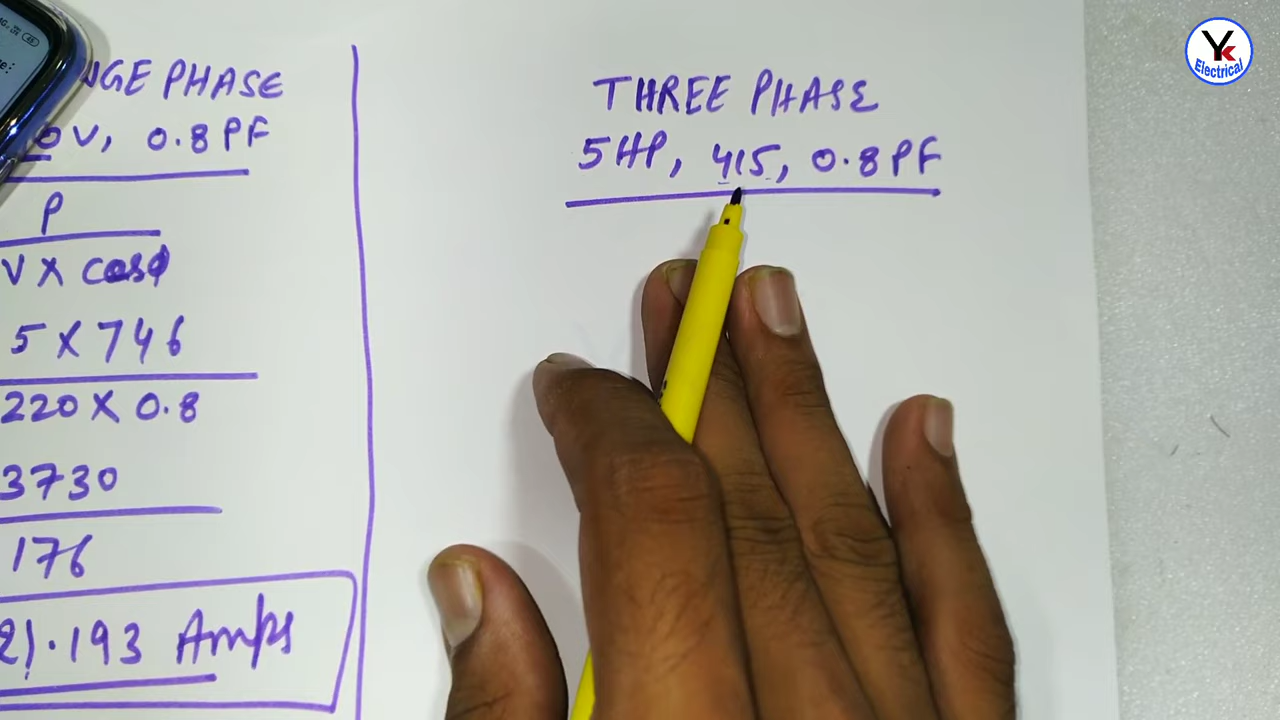 NGE PHASE
0V, 0.8 PF
P
V X cosϕ
5 X 746
220 X 0.8
3730
176
21.193 Amps
THREE PHASE
5HP, 415, 0.8 PF
Y K
Electrical